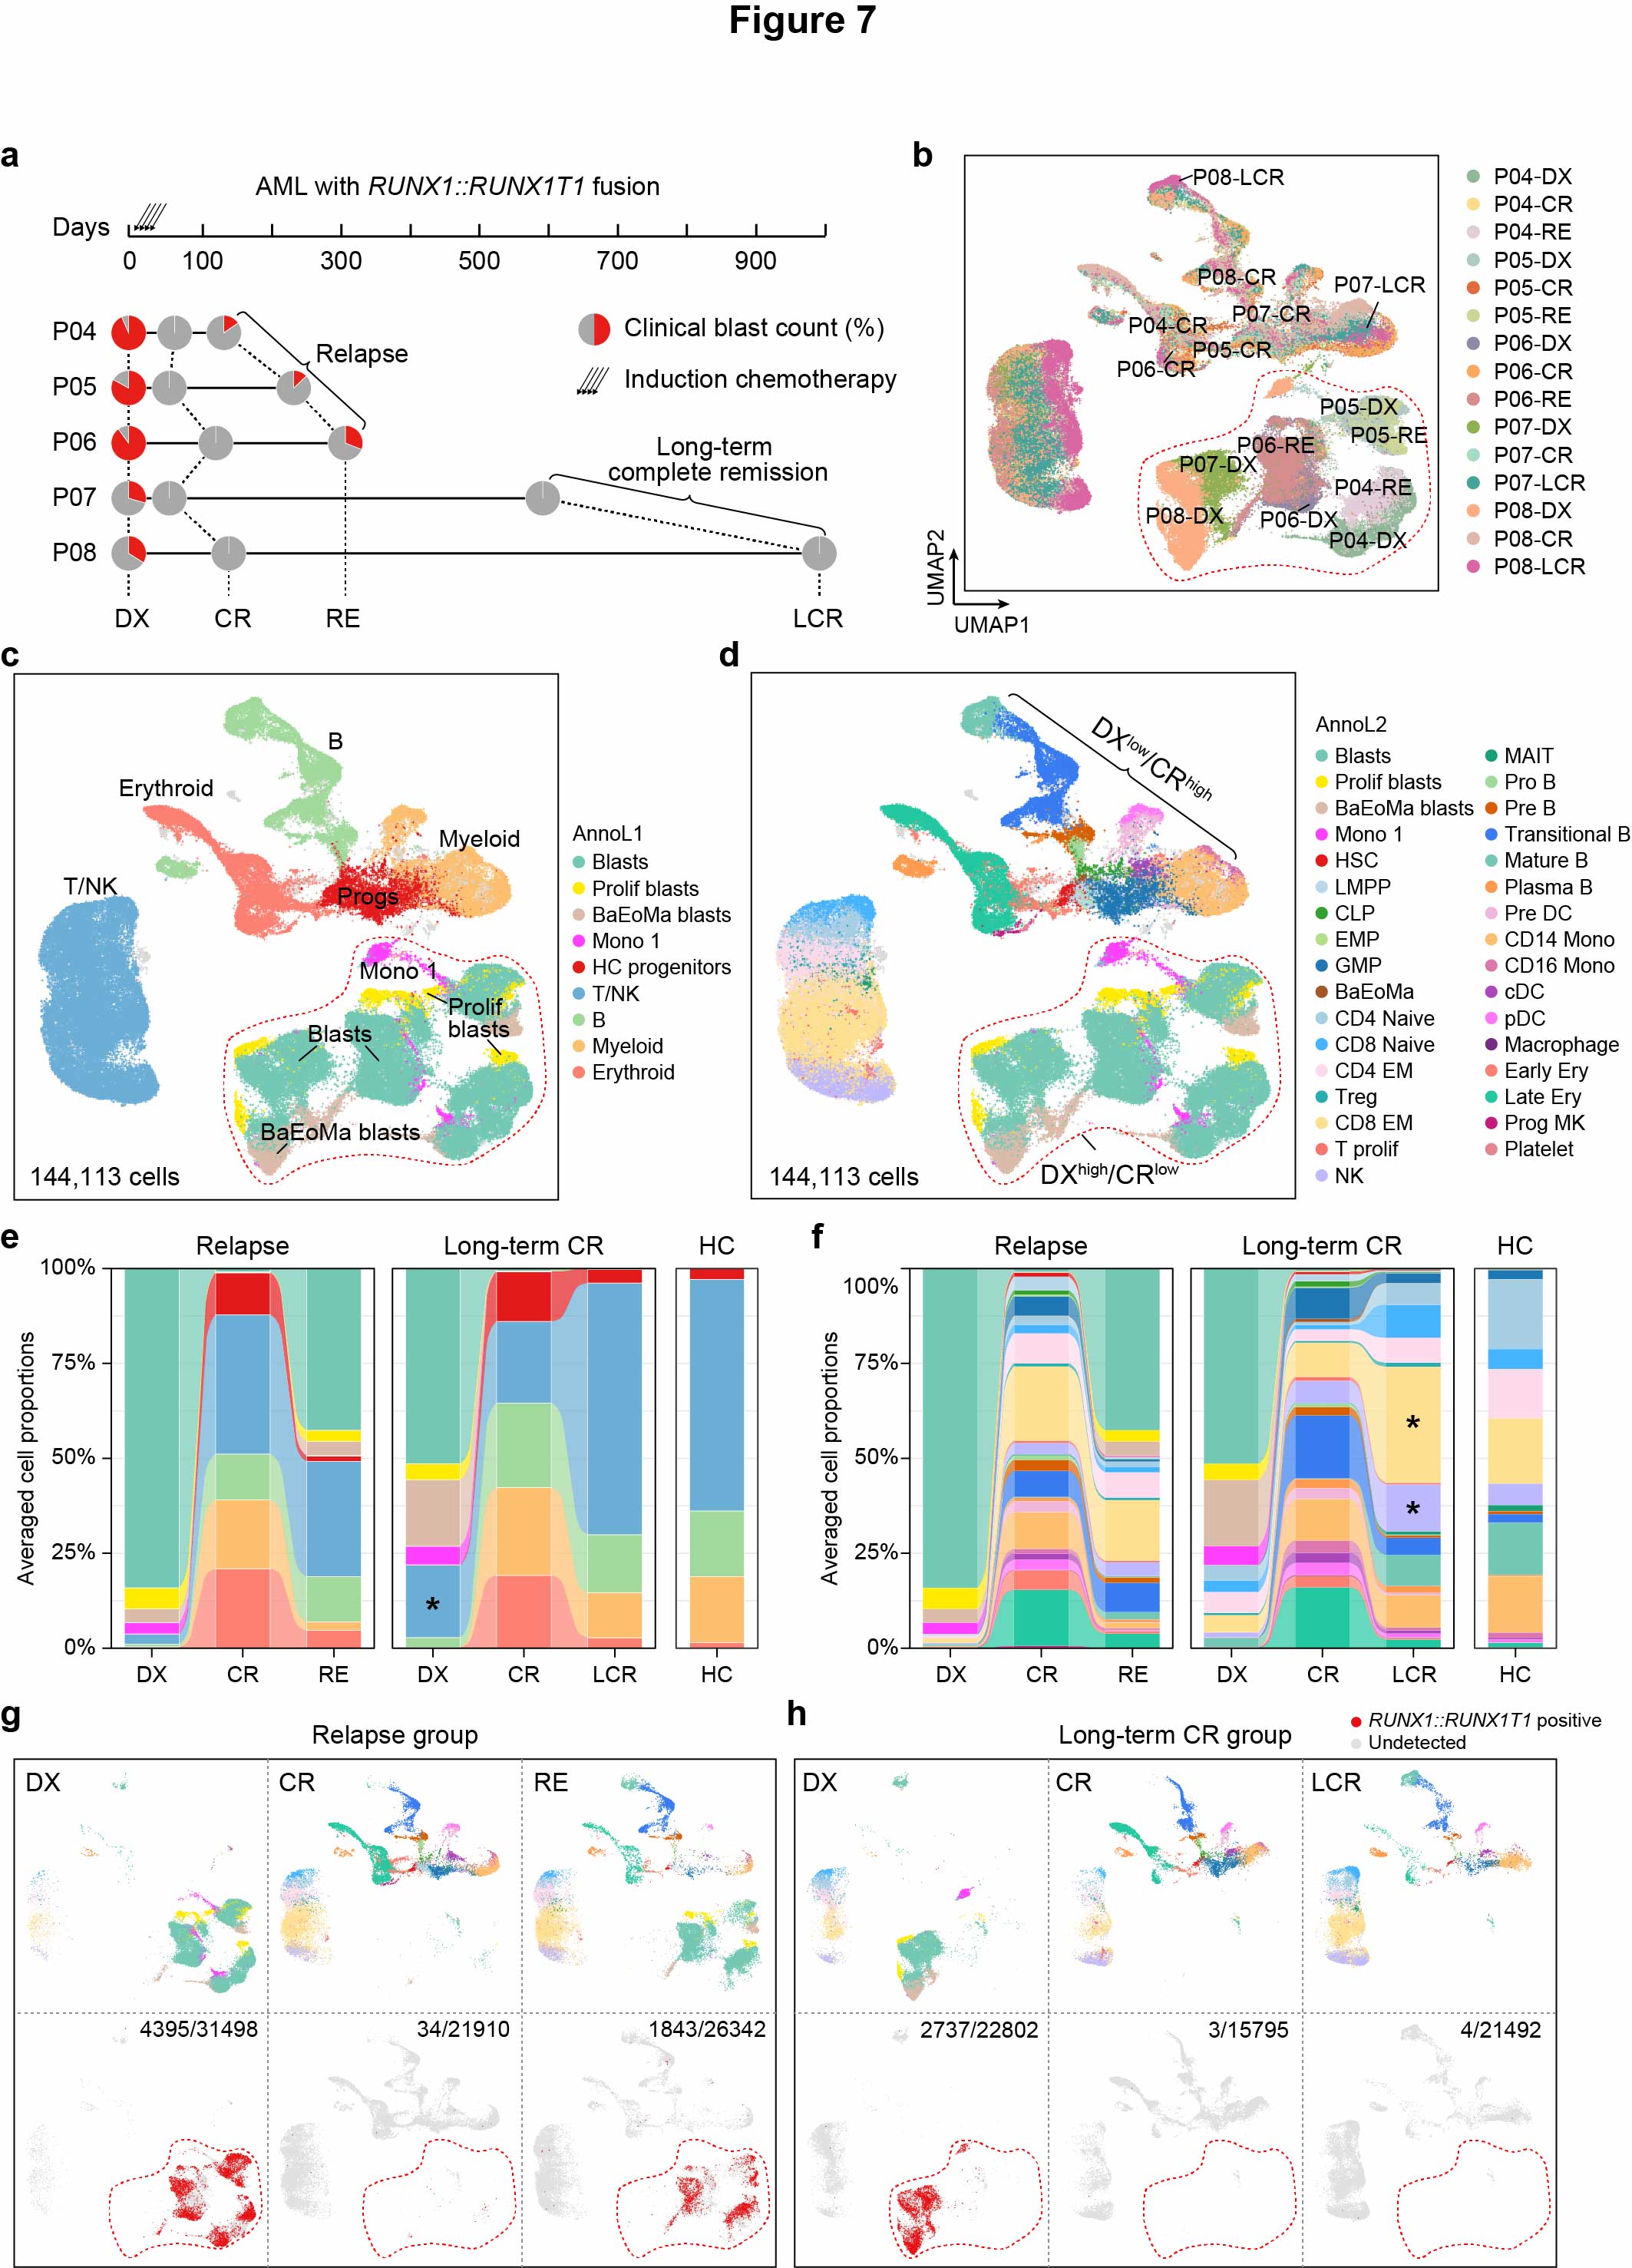 Figure 7
a
AML with RUNX1::RUNX1T1 fusion
Days
0 100 300 500 700 900
P04
P05
P06
P07
P08
Relapse
Clinical blast count (%)
Induction chemotherapy
Long-term
complete remission
DX CR RE LCR
b
P08-LCR
P08-CR
P07-LCR
P07-CR
P04-CR
P05-CR
P06-CR
P05-DX
P05-RE
P06-RE
P07-DX
P04-RE
P08-DX
P06-DX
P04-DX
UMAP2
UMAP1
P04-DX
P04-CR
P04-RE
P05-DX
P05-CR
P05-RE
P06-DX
P06-CR
P06-RE
P07-DX
P07-CR
P07-LCR
P08-DX
P08-CR
P08-LCR
c
B
Erythroid
Myeloid
T/NK
Progs
Mono 1
Prolif
blasts
Blasts
BaEoMa blasts
144,113 cells
AnnoL1
Blasts
Prolif blasts
BaEoMa blasts
Mono 1
HC progenitors
T/NK
B
Myeloid
Erythroid
d
DXlow/CRhigh
DXhigh/CRlow
144,113 cells
AnnoL2
Blasts
Prolif blasts
BaEoMa blasts
Mono 1
HSC
LMPP
CLP
EMP
GMP
BaEoMa
CD4 Naive
CD8 Naive
CD4 EM
Treg
CD8 EM
T prolif
NK
MAIT
Pro B
Pre B
Transitional B
Mature B
Plasma B
Pre DC
CD14 Mono
CD16 Mono
cDC
pDC
Macrophage
Early Ery
Late Ery
Prog MK
Platelet
e
Relapse Long-term CR HC
Averaged cell proportions
100%
75%
50%
25%
0%
*
DX CR RE DX CR LCR HC
f
Relapse Long-term CR HC
Averaged cell proportions
100%
75%
50%
25%
0%
*
*
DX CR RE DX CR LCR HC
g
Relapse group
DX CR RE
4395/31498 34/21910 1843/26342
h
Long-term CR group
RUNX1::RUNX1T1 positive
Undetected
DX CR LCR
2737/22802 3/15795 4/21492